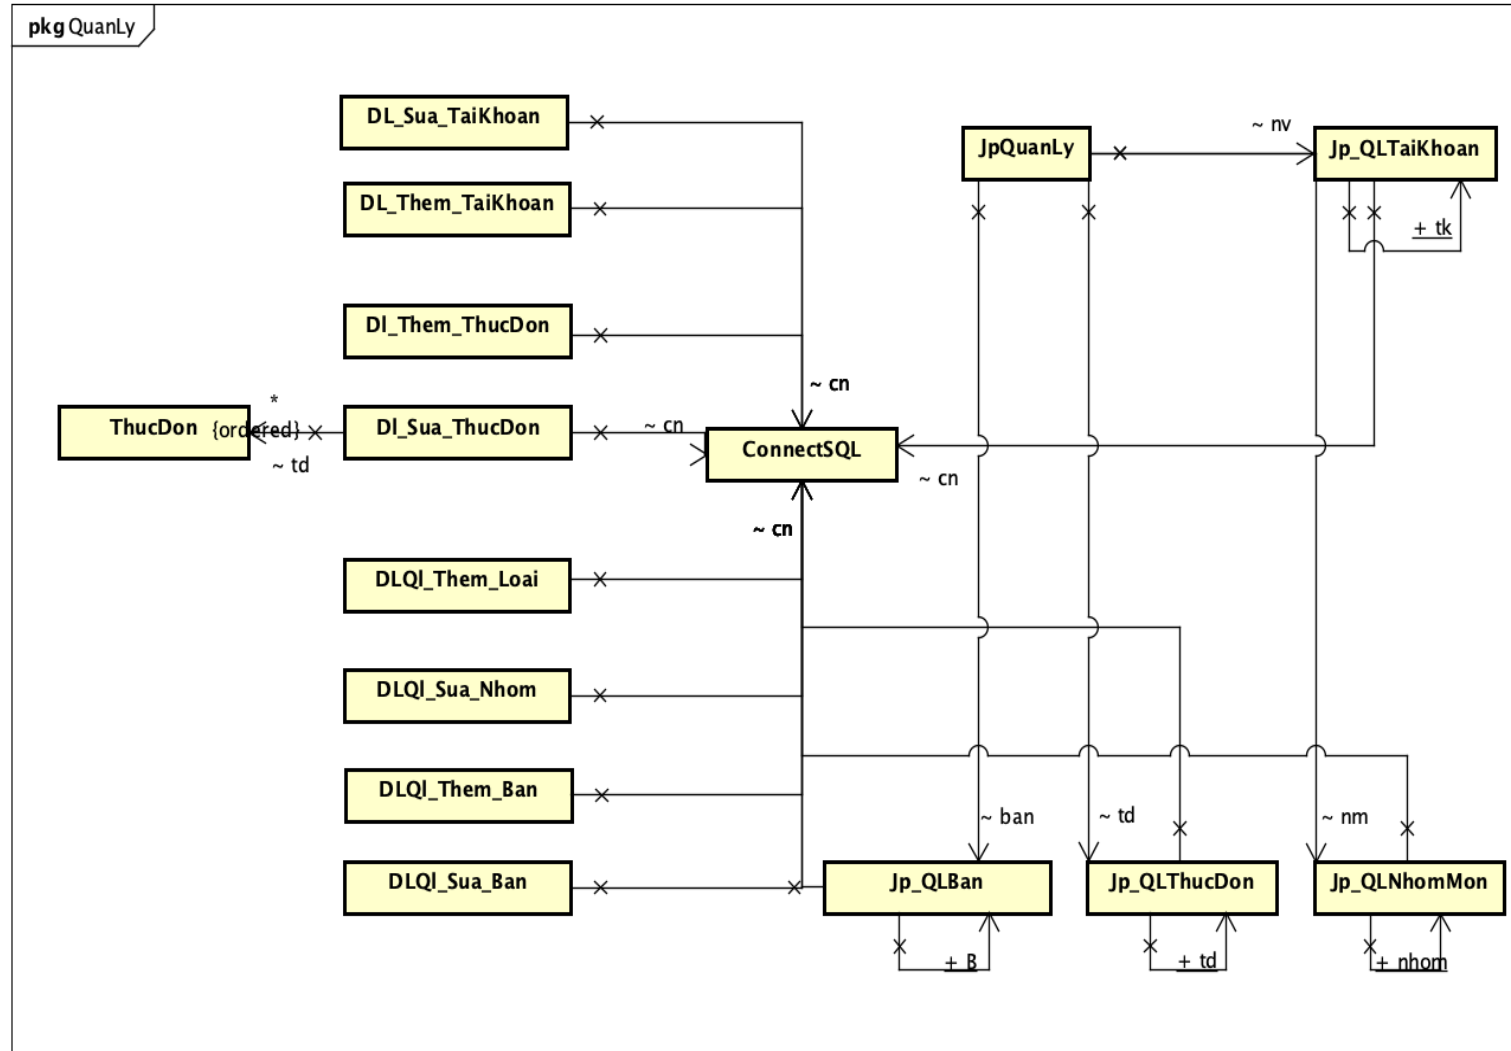 pkg QuanLy
DL_Sua_TaiKhoan
JpQuanLy
~ nv
Jp_QLTaiKhoan
DL_Them_TaiKhoan
+ tk
Dl_Them_ThucDon
~ cn
ThucDon
*
{ordered}
~ td
Dl_Sua_ThucDon
~ cn
ConnectSQL
~ cn
~ cn
DLQl_Them_Loai
DLQl_Sua_Nhom
DLQl_Them_Ban
~ ban
~ td
~ nm
DLQl_Sua_Ban
Jp_QLBan
Jp_QLThucDon
Jp_QLNhomMon
+ B
+ td
+ nhom